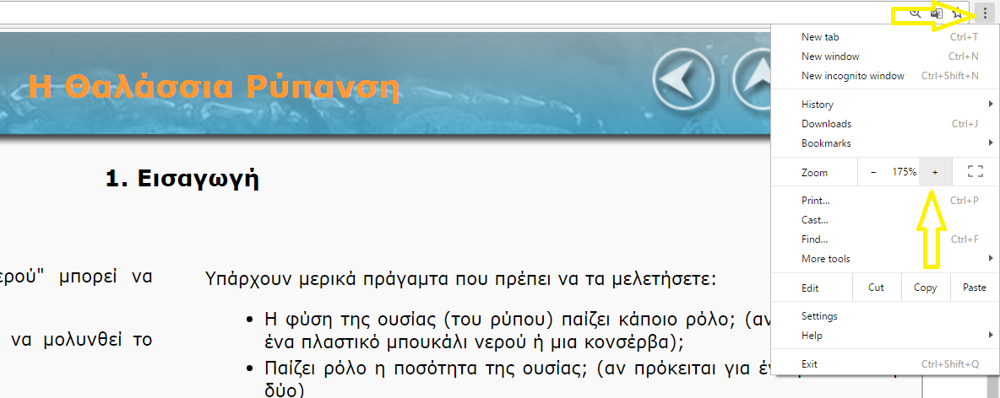 Η Θαλάσσια Ρύπανση
1. Εισαγωγή
ερού" μπορεί να
να μολυνθεί το
Υπάρχουν μερικά πράγαμτα που πρέπει να τα μελετήσετε:
• Η φύση της ουσίας (του ρύπου) παίζει κάποιο ρόλο; (αν
ένα πλαστικό μπουκάλι νερού ή μια κονσέρβα);
• Παίζει ρόλο η ποσότητα της ουσίας; (αν πρόκειται για έν
δύο)
New tab Ctrl+T
New window Ctrl+N
New incognito window Ctrl+Shift+N
History
Downloads Ctrl+J
Bookmarks
Zoom − 175% +
Print... Ctrl+P
Cast...
Find... Ctrl+F
More tools
Edit Cut Copy Paste
Settings
Help
Exit Ctrl+Shift+Q